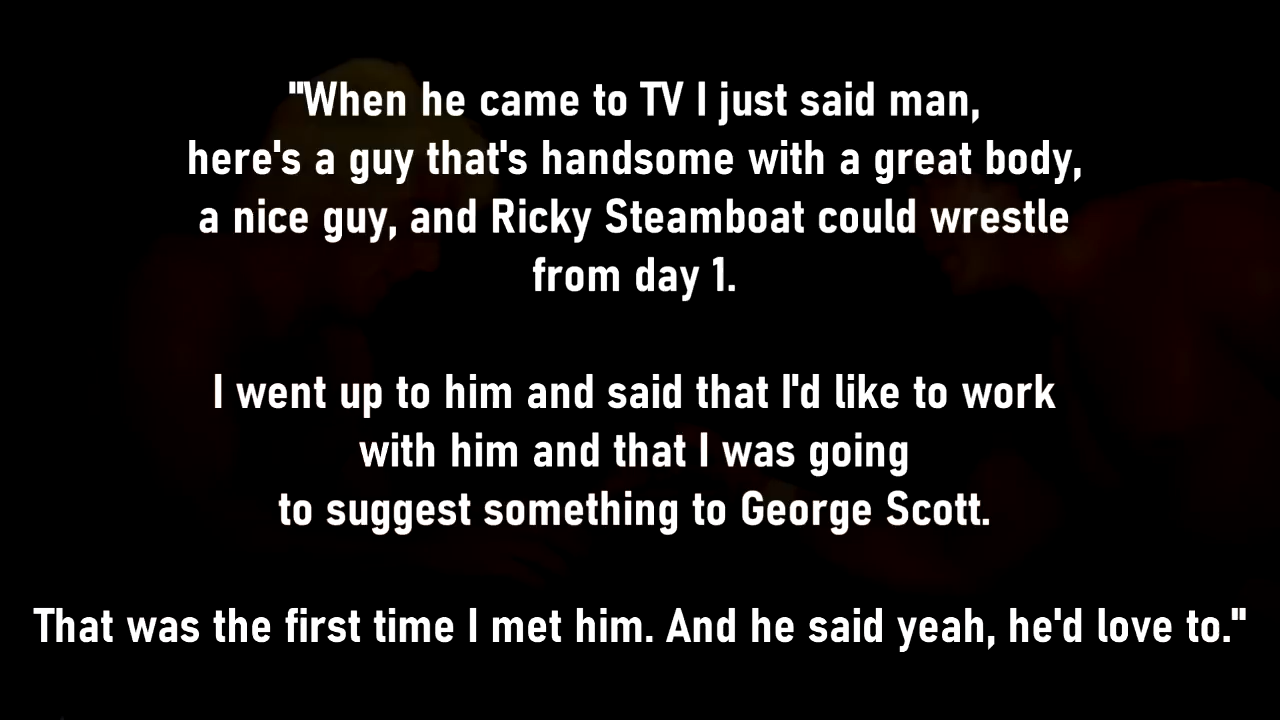 "When he came to TV I just said man,
here's a guy that's handsome with a great body,
a nice guy, and Ricky Steamboat could wrestle
from day 1.
I went up to him and said that I'd like to work
with him and that I was going
to suggest something to George Scott.
That was the first time I met him. And he said yeah, he'd love to."